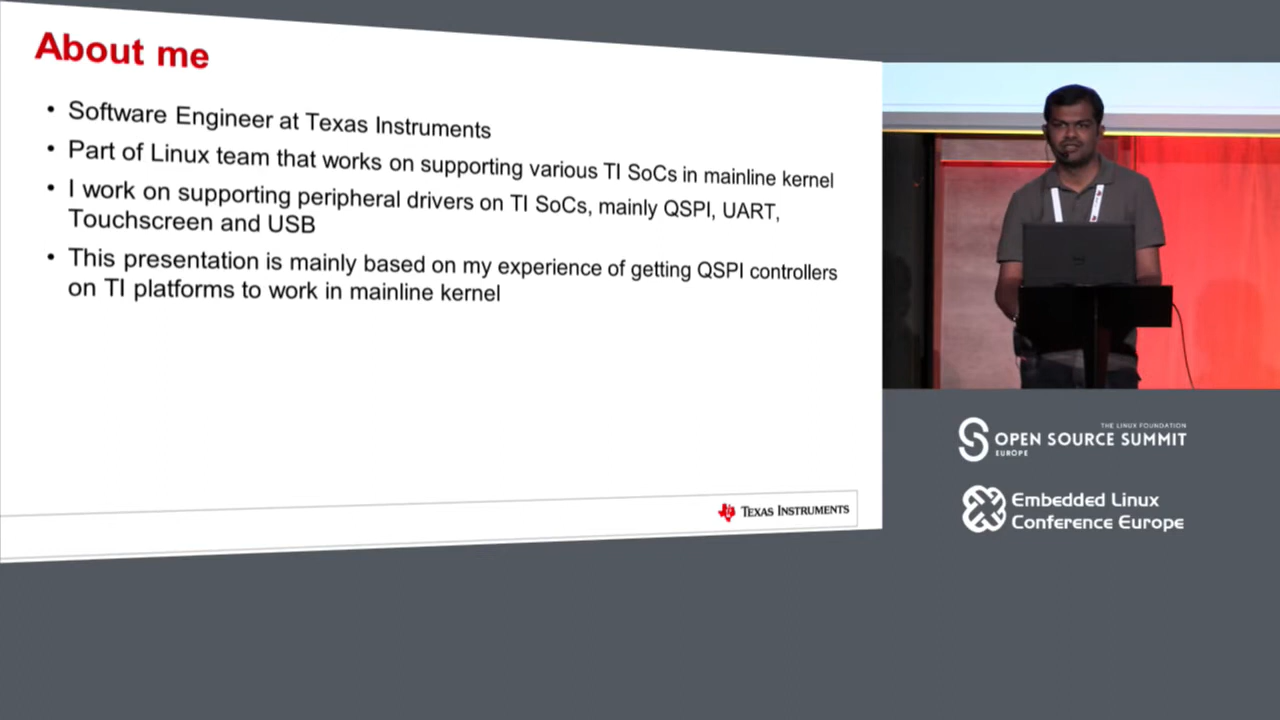 About me
• Software Engineer at Texas Instruments
• Part of Linux team that works on supporting various TI SoCs in mainline kernel
• I work on supporting peripheral drivers on TI SoCs, mainly QSPI, UART,
Touchscreen and USB
• This presentation is mainly based on my experience of getting QSPI controllers
on TI platforms to work in mainline kernel
TEXAS INSTRUMENTS
THE LINUX FOUNDATION
OPEN SOURCE SUMMIT
EUROPE
Embedded Linux
Conference Europe